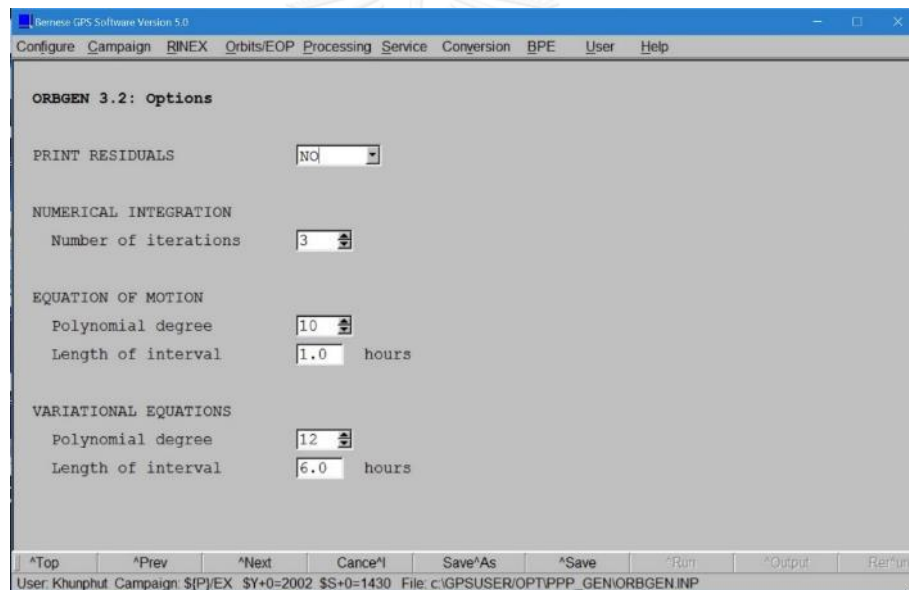 Bernese GPS Software Version 5.0
Configure Campaign RINEX Orbits/EOP Processing Service Conversion BPE User Help
ORBGEN 3.2: Options
PRINT RESIDUALS NO
NUMERICAL INTEGRATION
Number of iterations 3
EQUATION OF MOTION
Polynomial degree 10
Length of interval 1.0 hours
VARIATIONAL EQUATIONS
Polynomial degree 12
Length of interval 6.0 hours
^Top ^Prev ^Next Cance^l Save^As ^Save ^Run ^Output Rer^un
User: Khunphut Campaign: ${P}/EX $Y+0=2002 $S+0=1430 File: c:\GPSUSER/OPT\PPP_GEN\ORBGEN.INP